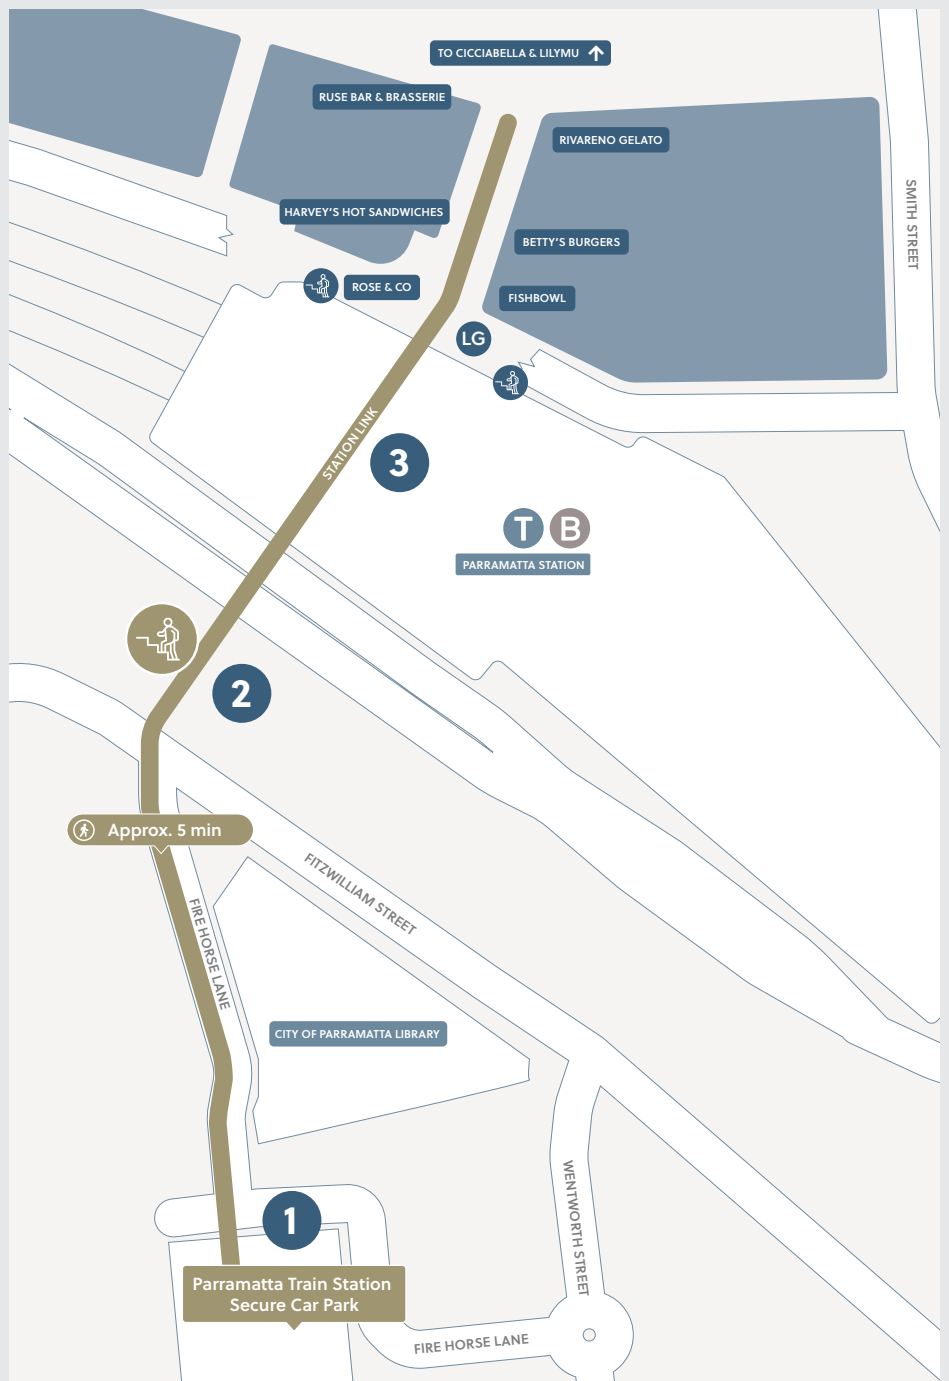 TO CICCIABELLA & LILYMU
RUSE BAR & BRASSERIE
RIVARENO GELATO
SMITH STREET
HARVEY'S HOT SANDWICHES
BETTY'S BURGERS
ROSE & CO
FISHBOWL
LG
STATION LINK
3
T B
PARRAMATTA STATION
2
Approx. 5 min
FITZWILLIAM STREET
FIRE HORSE LANE
CITY OF PARRAMATTA LIBRARY
WENTWORTH STREET
1
Parramatta Train Station
Secure Car Park
FIRE HORSE LANE